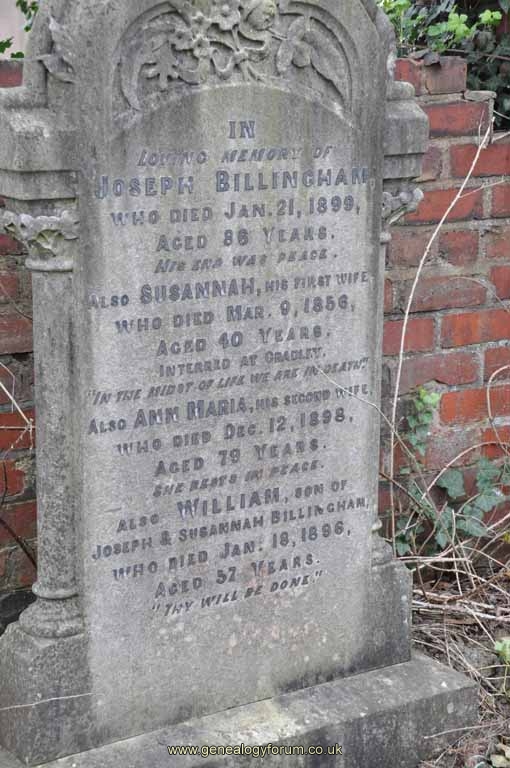 IN
LOVING MEMORY OF
JOSEPH BILLINGHAM
WHO DIED JAN. 21, 1899,
AGED 86 YEARS.
HIS END WAS PEACE.
ALSO SUSANNAH, HIS FIRST WIFE
WHO DIED MAR. 9, 1856,
AGED 40 YEARS.
INTERRED AT CRADLEY.
"IN THE MIDST OF LIFE WE ARE IN DEATH".
ALSO ANN MARIA, HIS SECOND WIFE
WHO DIED DEC. 12, 1898,
AGED 79 YEARS.
SHE RESTS IN PEACE.
ALSO WILLIAM, SON OF
JOSEPH & SUSANNAH BILLINGHAM,
WHO DIED JAN. 18, 1896,
AGED 57 YEARS.
"THY WILL BE DONE"
www.genealogyforum.co.uk